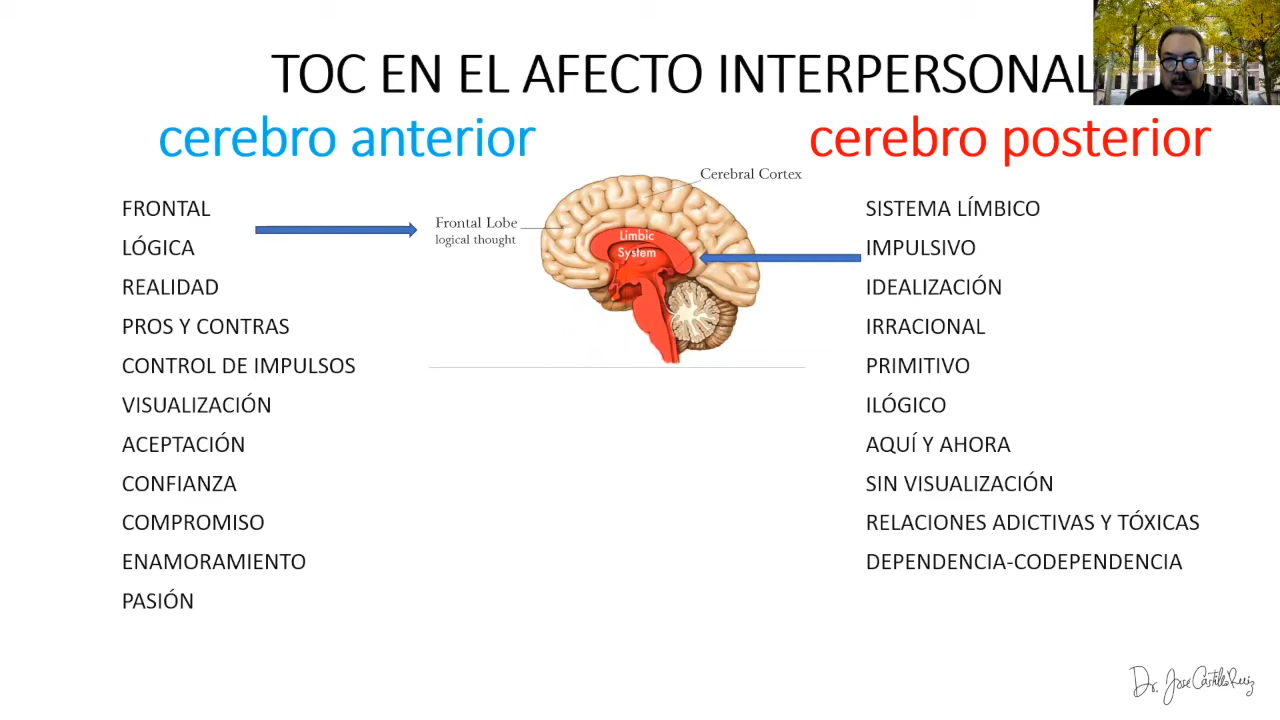 TOC EN EL AFECTO INTERPERSONAL
cerebro anterior
cerebro posterior
FRONTAL
LÓGICA
REALIDAD
PROS Y CONTRAS
CONTROL DE IMPULSOS
VISUALIZACIÓN
ACEPTACIÓN
CONFIANZA
COMPROMISO
ENAMORAMIENTO
PASIÓN
Cerebral Cortex
Frontal Lobe
logical thought
Limbic
System
SISTEMA LÍMBICO
IMPULSIVO
IDEALIZACIÓN
IRRACIONAL
PRIMITIVO
ILÓGICO
AQUÍ Y AHORA
SIN VISUALIZACIÓN
RELACIONES ADICTIVAS Y TÓXICAS
DEPENDENCIA-CODEPENDENCIA
Dr. Jose Castillo Ruiz